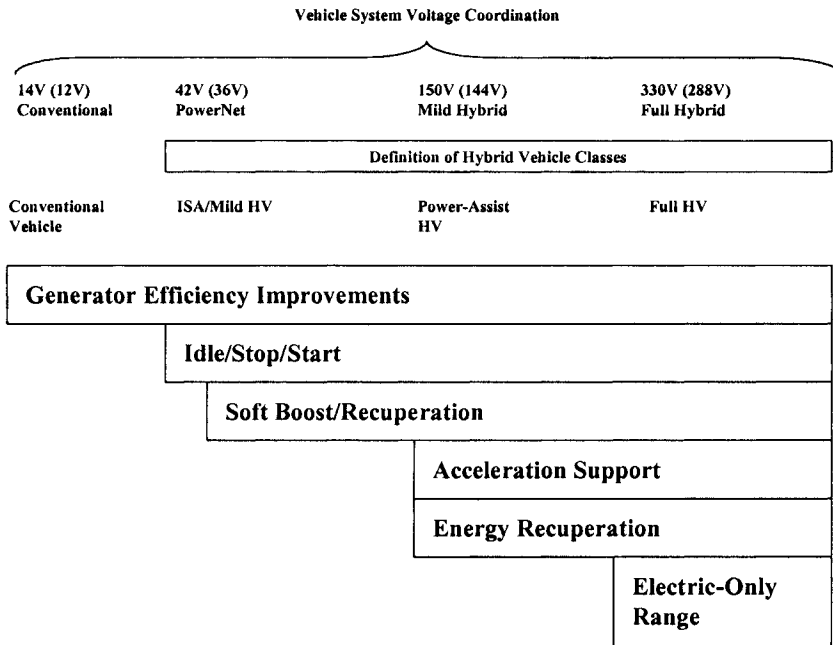 Vehicle System Voltage Coordination
14V (12V)
Conventional
42V (36V)
PowerNet
150V (144V)
Mild Hybrid
330V (288V)
Full Hybrid
Definition of Hybrid Vehicle Classes
Conventional
Vehicle
ISA/Mild HV
Power-Assist
HV
Full HV
Generator Efficiency Improvements
Idle/Stop/Start
Soft Boost/Recuperation
Acceleration Support
Energy Recuperation
Electric-Only
Range